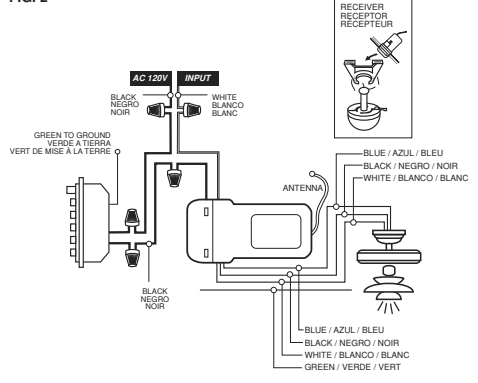 FIG. 2
RECEIVER
RECEPTOR
RÉCEPTEUR
AC 120V
INPUT
BLACK
NEGRO
NOIR
WHITE
BLANCO
BLANC
GREEN TO GROUND
VERDE A TIERRA
VERT DE MISE À LA TERRE
ANTENNA
BLUE / AZUL / BLEU
BLACK / NEGRO / NOIR
WHITE / BLANCO / BLANC
BLACK
NEGRO
NOIR
BLUE / AZUL / BLEU
BLACK / NEGRO / NOIR
WHITE / BLANCO / BLANC
GREEN / VERDE / VERT